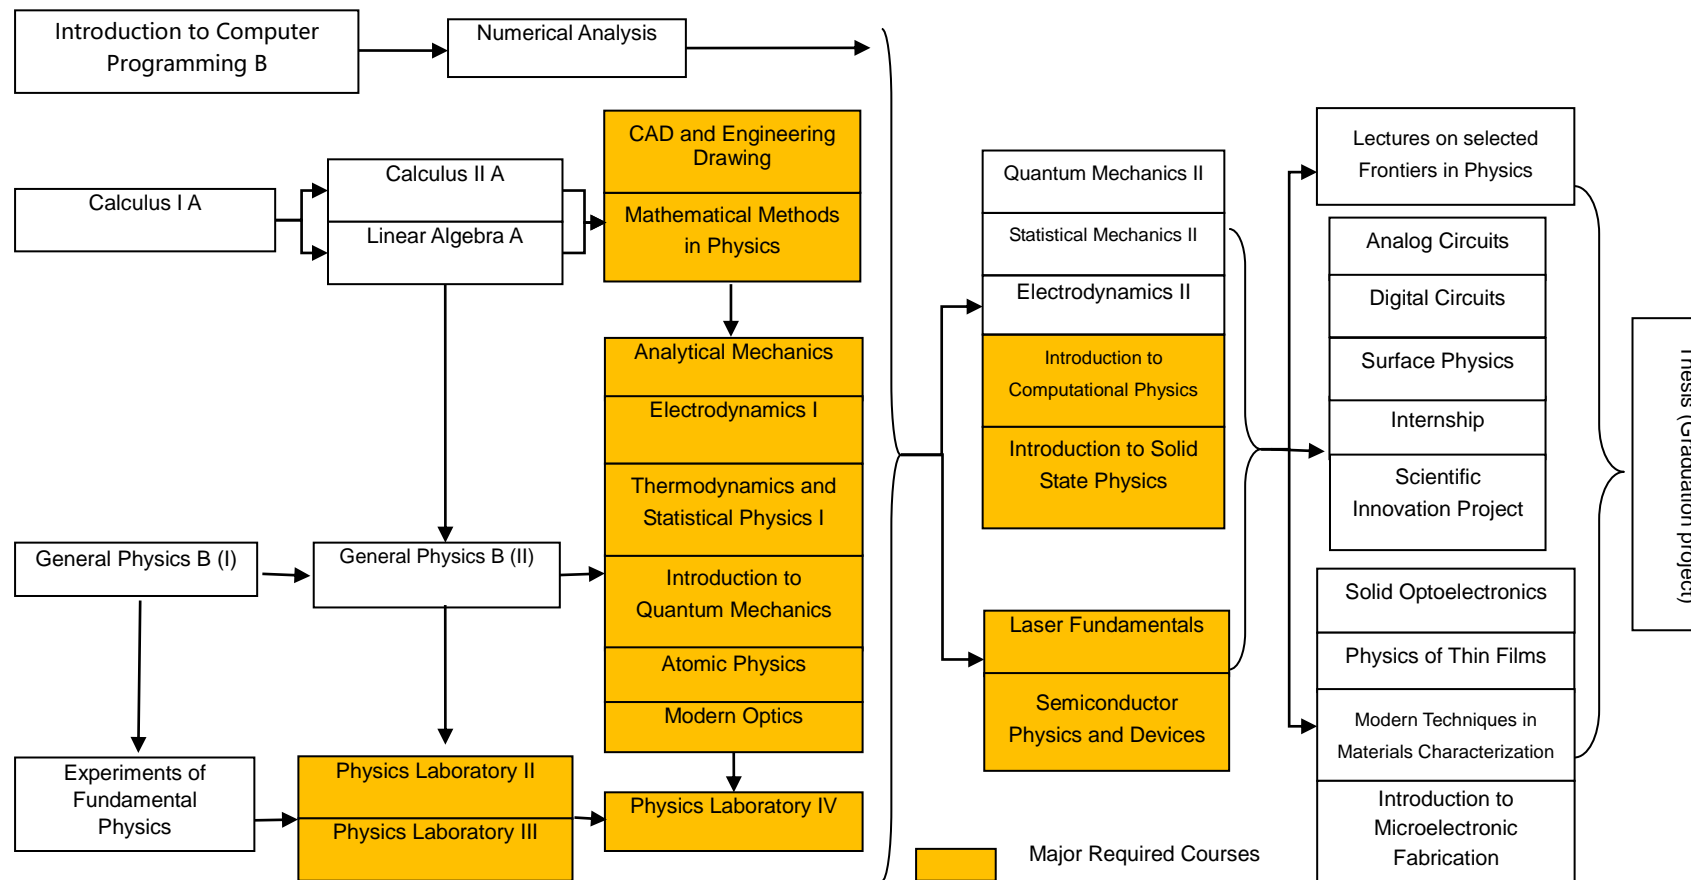 Introduction to Computer
Programming B
Numerical Analysis
CAD and Engineering
Drawing
Calculus I A
Calculus II A
Linear Algebra A
Mathematical Methods
in Physics
Analytical Mechanics
Electrodynamics I
Thermodynamics and
Statistical Physics I
General Physics B (I)
General Physics B (II)
Introduction to
Quantum Mechanics
Atomic Physics
Modern Optics
Experiments of
Fundamental
Physics
Physics Laboratory II
Physics Laboratory III
Physics Laboratory IV
Quantum Mechanics II
Statistical Mechanics II
Electrodynamics II
Introduction to
Computational Physics
Introduction to Solid
State Physics
Laser Fundamentals
Semiconductor
Physics and Devices
Major Required Courses
Lectures on selected
Frontiers in Physics
Analog Circuits
Digital Circuits
Surface Physics
Internship
Scientific
Innovation Project
Solid Optoelectronics
Physics of Thin Films
Modern Techniques in
Materials Characterization
Introduction to
Microelectronic
Fabrication
Thesis (Graduation project)